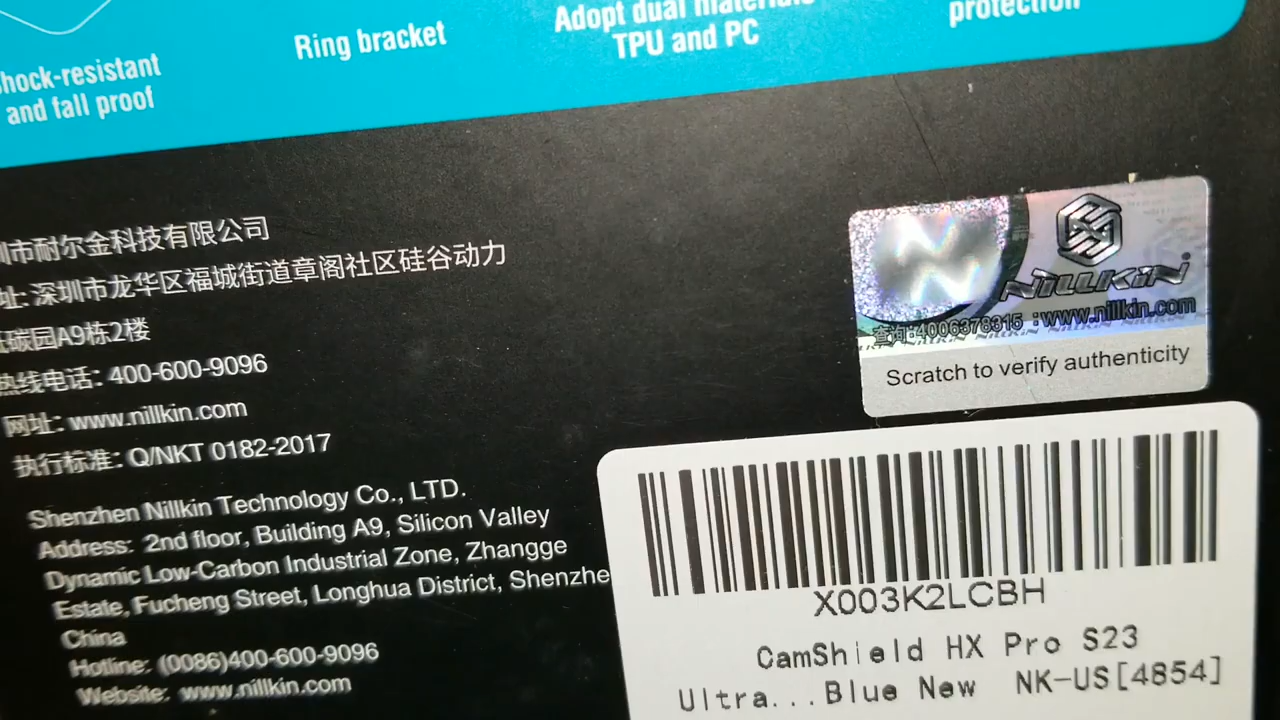 hock-resistant
and fall proof
Ring bracket
Adopt dual materials
TPU and PC
protection
圳市耐尔金科技有限公司
址: 深圳市龙华区福城街道章阁社区硅谷动力
低碳园A9栋2楼
热线电话: 400-600-9096
网址: www.nillkin.com
执行标准: Q/NKT 0182-2017
Shenzhen Nillkin Technology Co., LTD.
Address: 2nd floor, Building A9, Silicon Valley
Dynamic Low-Carbon Industrial Zone, Zhangge
Estate, Fucheng Street, Longhua District, Shenzhe
China
Hotline: (0086)400-600-9096
Website: www.nillkin.com
NILLKIN
查询:4006378315 :www.nillkin.com
Scratch to verify authenticity
X003K2LCBH
CamShield HX Pro S23
Ultra...Blue New NK-US[4854]